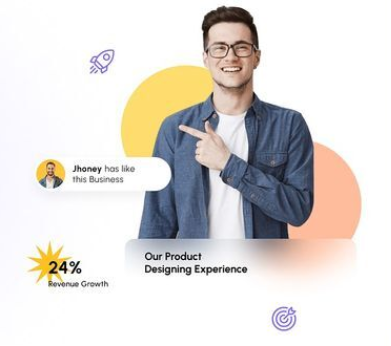 Jhoney has like
this Business
Our Product
Designing Experience
24%
Revenue Growth